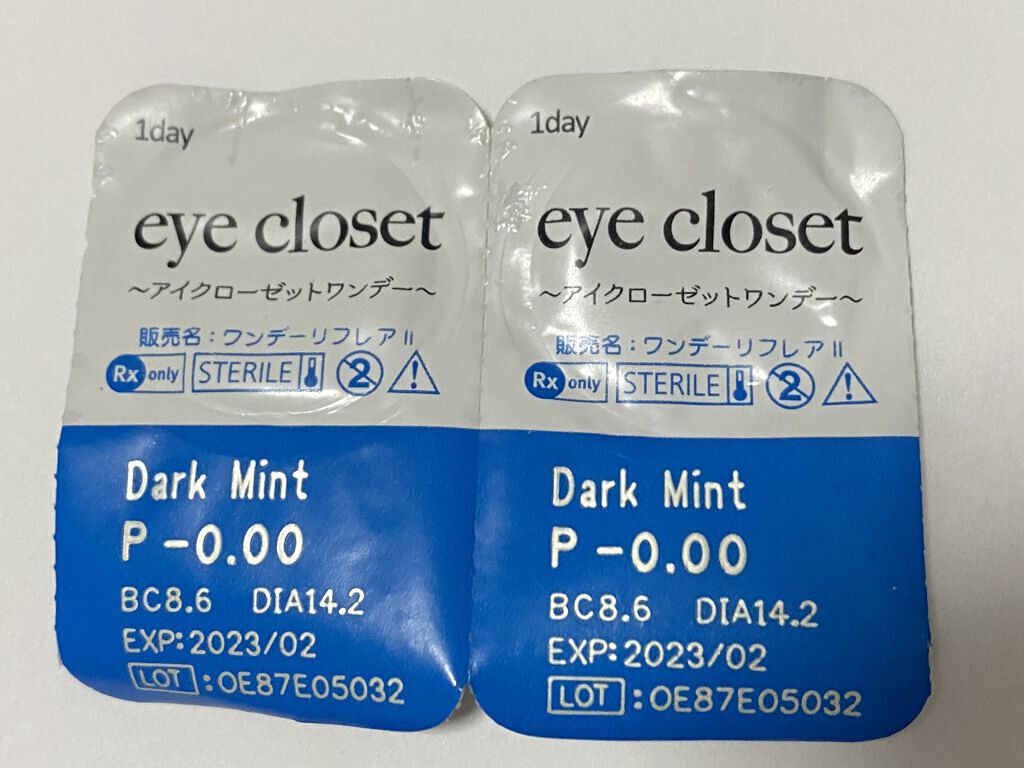 1day
eye closet
～アイクローゼットワンデー～
販売名：ワンデーリフレアⅡ
Rx only STERILE 2
Dark Mint
P -0.00
BC8.6 DIA14.2
EXP:2023/02
LOT:OE87E05032
1day
eye closet
～アイクローゼットワンデー～
販売名：ワンデーリフレアⅡ
Rx only STERILE 2
Dark Mint
P -0.00
BC8.6 DIA14.2
EXP:2023/02
LOT:OE87E05032